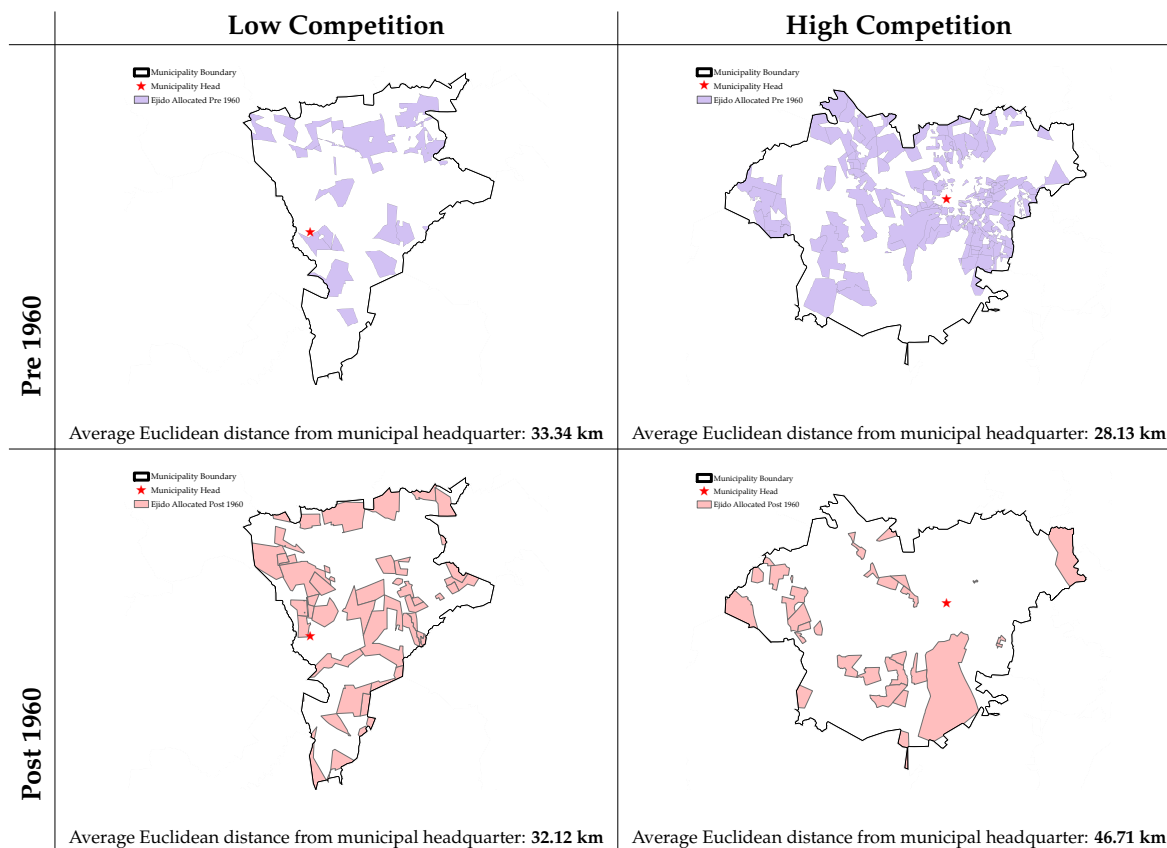 Low Competition
High Competition
Pre 1960
Municipality Boundary
Municipality Head
Ejido Allocated Pre 1960
Average Euclidean distance from municipal headquarter: 33.34 km
Municipality Boundary
Municipality Head
Ejido Allocated Pre 1960
Average Euclidean distance from municipal headquarter: 28.13 km
Post 1960
Municipality Boundary
Municipality Head
Ejido Allocated Post 1960
Average Euclidean distance from municipal headquarter: 32.12 km
Municipality Boundary
Municipality Head
Ejido Allocated Post 1960
Average Euclidean distance from municipal headquarter: 46.71 km